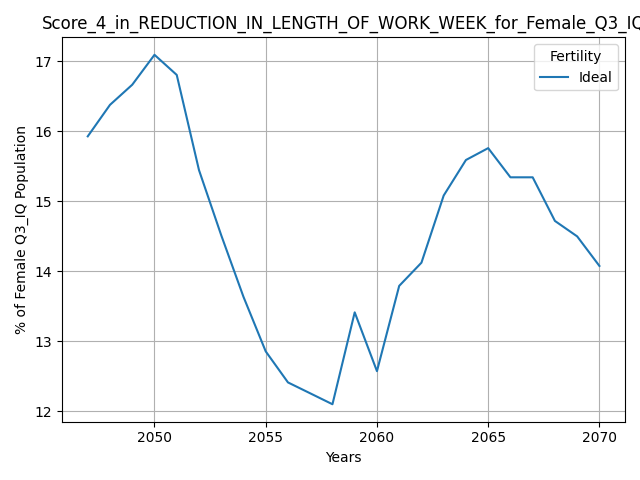 Score_4_in_REDUCTION_IN_LENGTH_OF_WORK_WEEK_for_Female_Q3_IQ
Fertility
Ideal
% of Female Q3_IQ Population
17
16
15
14
13
12
2050 2055 2060 2065 2070
Years